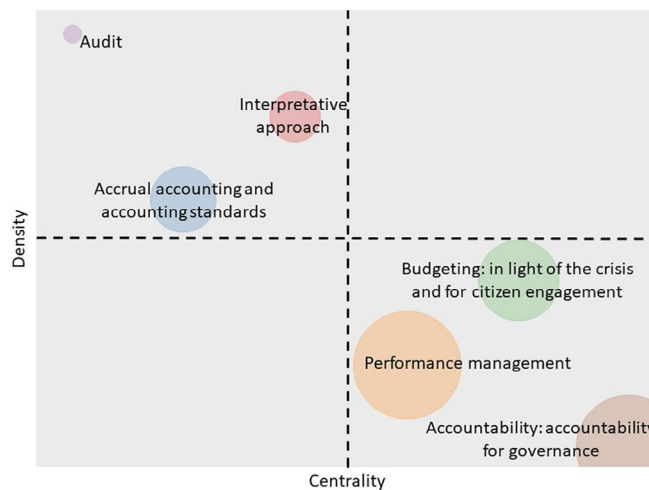 Audit
Interpretative
approach
Accrual accounting and
accounting standards
Density
Budgeting: in light of the crisis
and for citizen engagement
Performance management
Accountability: accountability
for governance
Centrality